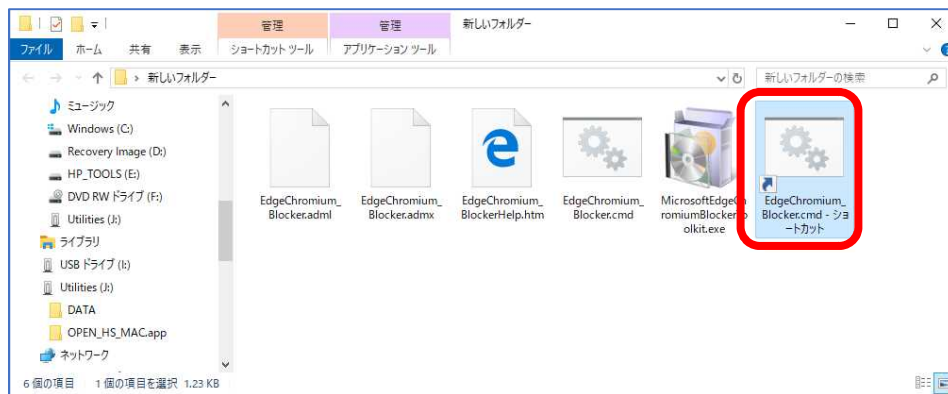 管理
管理
新しいフォルダー
ファイル
ホーム
共有
表示
ショートカット ツール
アプリケーション ツール
新しいフォルダー
新しいフォルダーの検索
ミュージック
Windows (C:)
Recovery Image (D:)
HP_TOOLS (E:)
DVD RW ドライブ (F:)
Utilities (J:)
ライブラリ
USB ドライブ (I:)
Utilities (J:)
DATA
OPEN_HS_MAC.app
ネットワーク
EdgeChromium_
Blocker.adml
EdgeChromium_
Blocker.admx
EdgeChromium_
BlockerHelp.htm
EdgeChromium_
Blocker.cmd
MicrosoftEdgeCh
romiumBlocker
olkit.exe
EdgeChromium_
Blocker.cmd - ショ
ートカット
6 個の項目
1 個の項目を選択 1.23 KB